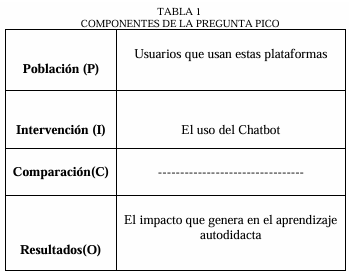 TABLA 1
COMPONENTES DE LA PREGUNTA PICO
Población (P)
Usuarios que usan estas plataformas
Intervención (I)
El uso del Chatbot
Comparación(C)
---------------------------------
Resultados(O)
El impacto que genera en el aprendizaje
autodidacta